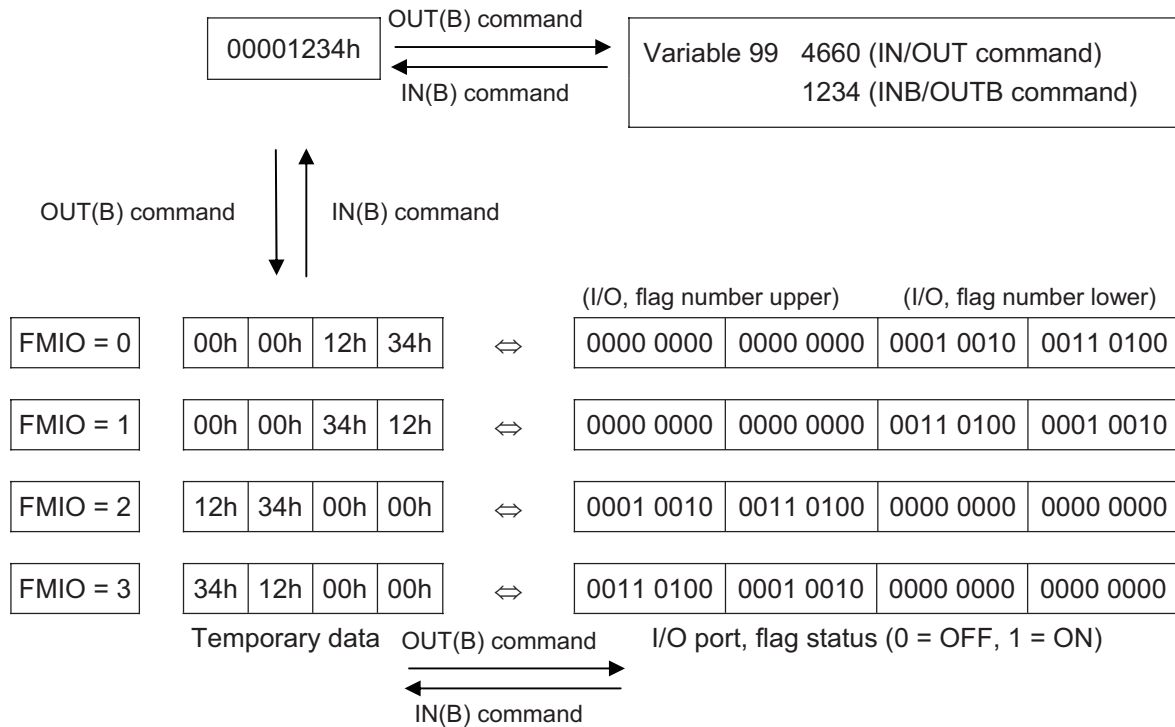 OUT(B) command
00001234h
Variable 99 4660 (IN/OUT command)
IN(B) command
1234 (INB/OUTB command)
OUT(B) command IN(B) command
(I/O, flag number upper) (I/O, flag number lower)
FMIO = 0 00h 00h 12h 34h ⇔ 0000 0000 0000 0000 0001 0010 0011 0100
FMIO = 1 00h 00h 34h 12h ⇔ 0000 0000 0000 0000 0011 0100 0001 0010
FMIO = 2 12h 34h 00h 00h ⇔ 0001 0010 0011 0100 0000 0000 0000 0000
FMIO = 3 34h 12h 00h 00h ⇔ 0011 0100 0001 0010 0000 0000 0000 0000
Temporary data OUT(B) command I/O port, flag status (0 = OFF, 1 = ON)
IN(B) command